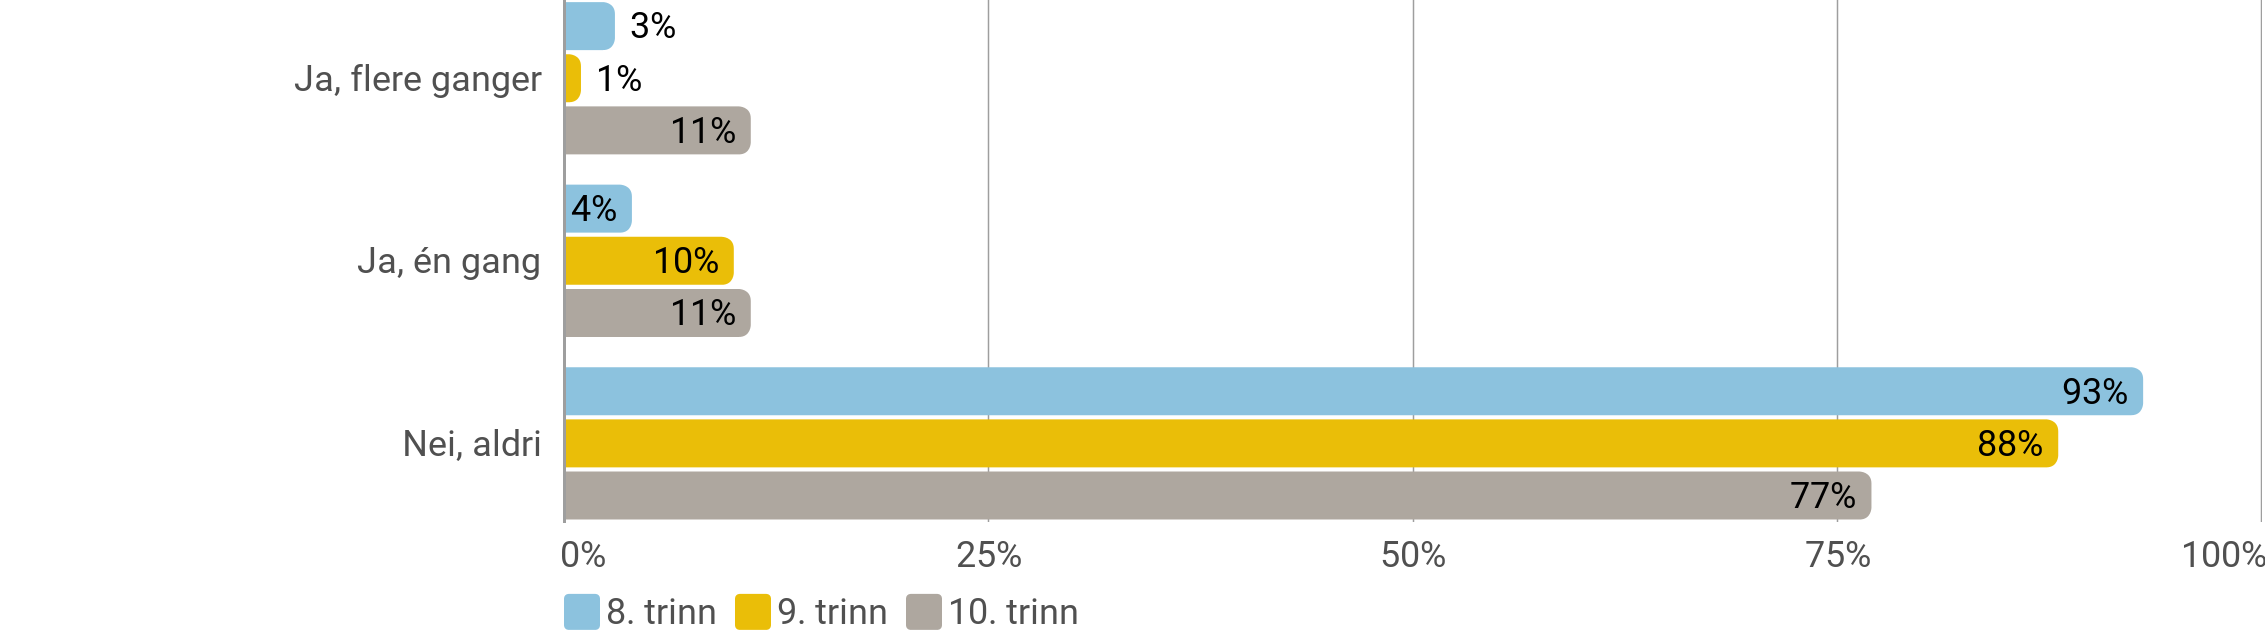 3%
Ja, flere ganger
1%
11%
4%
Ja, én gang
10%
11%
93%
Nei, aldri
88%
77%
0% 25% 50% 75% 100%
8. trinn 9. trinn 10. trinn